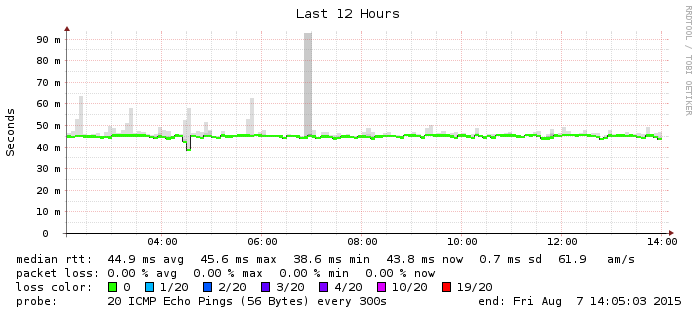 Last 12 Hours
RRDTOOL / TOBI OETIKER
Seconds
90 m
80 m
70 m
60 m
50 m
40 m
30 m
20 m
10 m
0
04:00 06:00 08:00 10:00 12:00 14:00
median rtt: 44.9 ms avg 45.6 ms max 38.6 ms min 43.8 ms now 0.7 ms sd 61.9 am/s
packet loss: 0.00 % avg 0.00 % max 0.00 % min 0.00 % now
loss color: 0 1/20 2/20 3/20 4/20 10/20 19/20
probe: 20 ICMP Echo Pings (56 Bytes) every 300s end: Fri Aug 7 14:05:03 2015